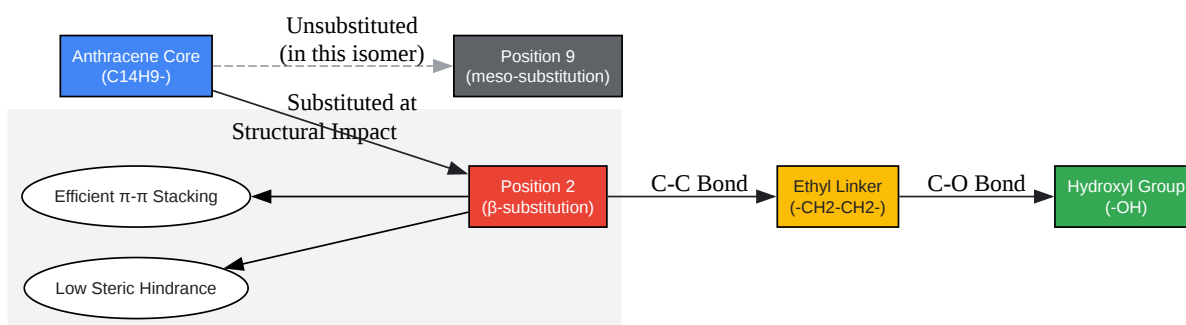 Unsubstituted
(in this isomer)
Anthracene Core
(C14H9-)
Position 9
(meso-substitution)
Substituted at
Structural Impact
Efficient π-π Stacking
Position 2
(β-substitution)
C-C Bond
Ethyl Linker
(-CH2-CH2-)
C-O Bond
Hydroxyl Group
(-OH)
Low Steric Hindrance